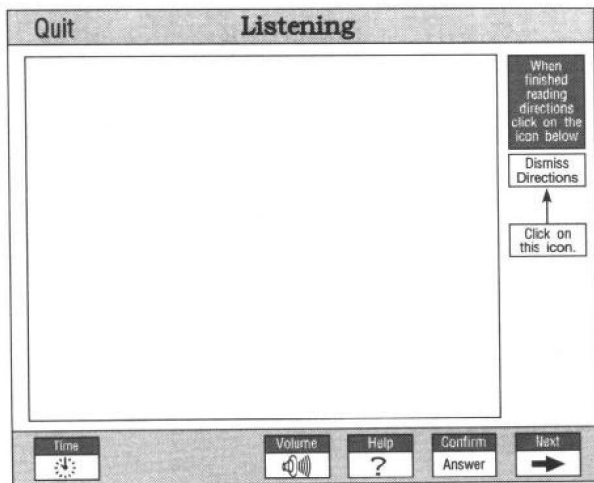 Quit
Listening
When
finished
reading
directions
click on the
icon below
Dismiss
Directions
Click on
this icon.
Time
Volume
Help
?
Confirm
Answer
Next